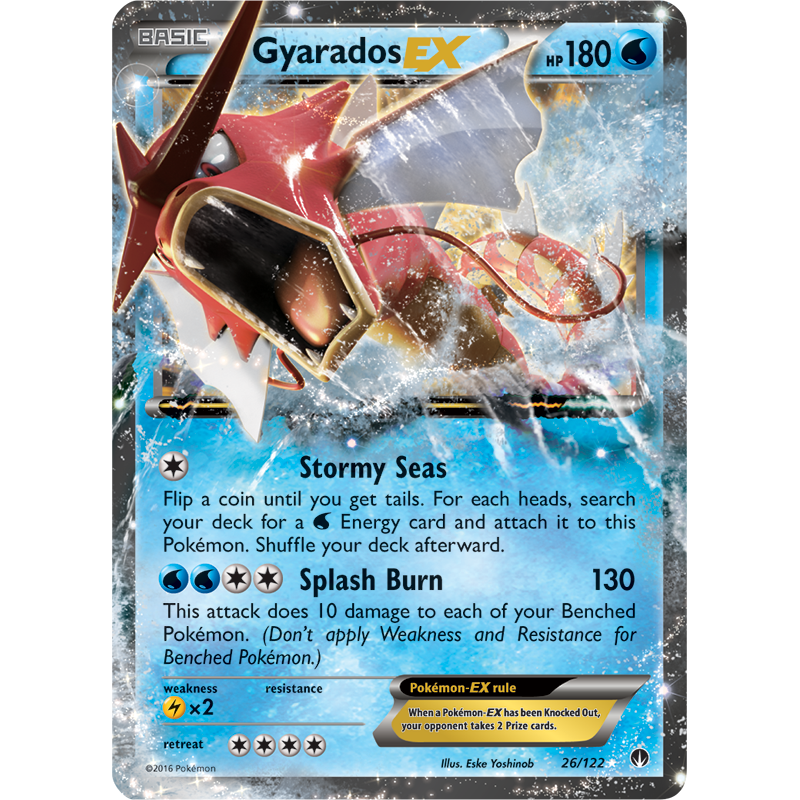 BASIC
Gyarados EX
HP 180
Stormy Seas
Flip a coin until you get tails. For each heads, search
your deck for a Energy card and attach it to this
Pokémon. Shuffle your deck afterward.
Splash Burn 130
This attack does 10 damage to each of your Benched
Pokémon. (Don't apply Weakness and Resistance for
Benched Pokémon.)
weakness resistance
×2
Pokémon-EX rule
When a Pokémon-EX has been Knocked Out,
your opponent takes 2 Prize cards.
retreat
©2016 Pokémon
Illus. Eske Yoshinob
26/122